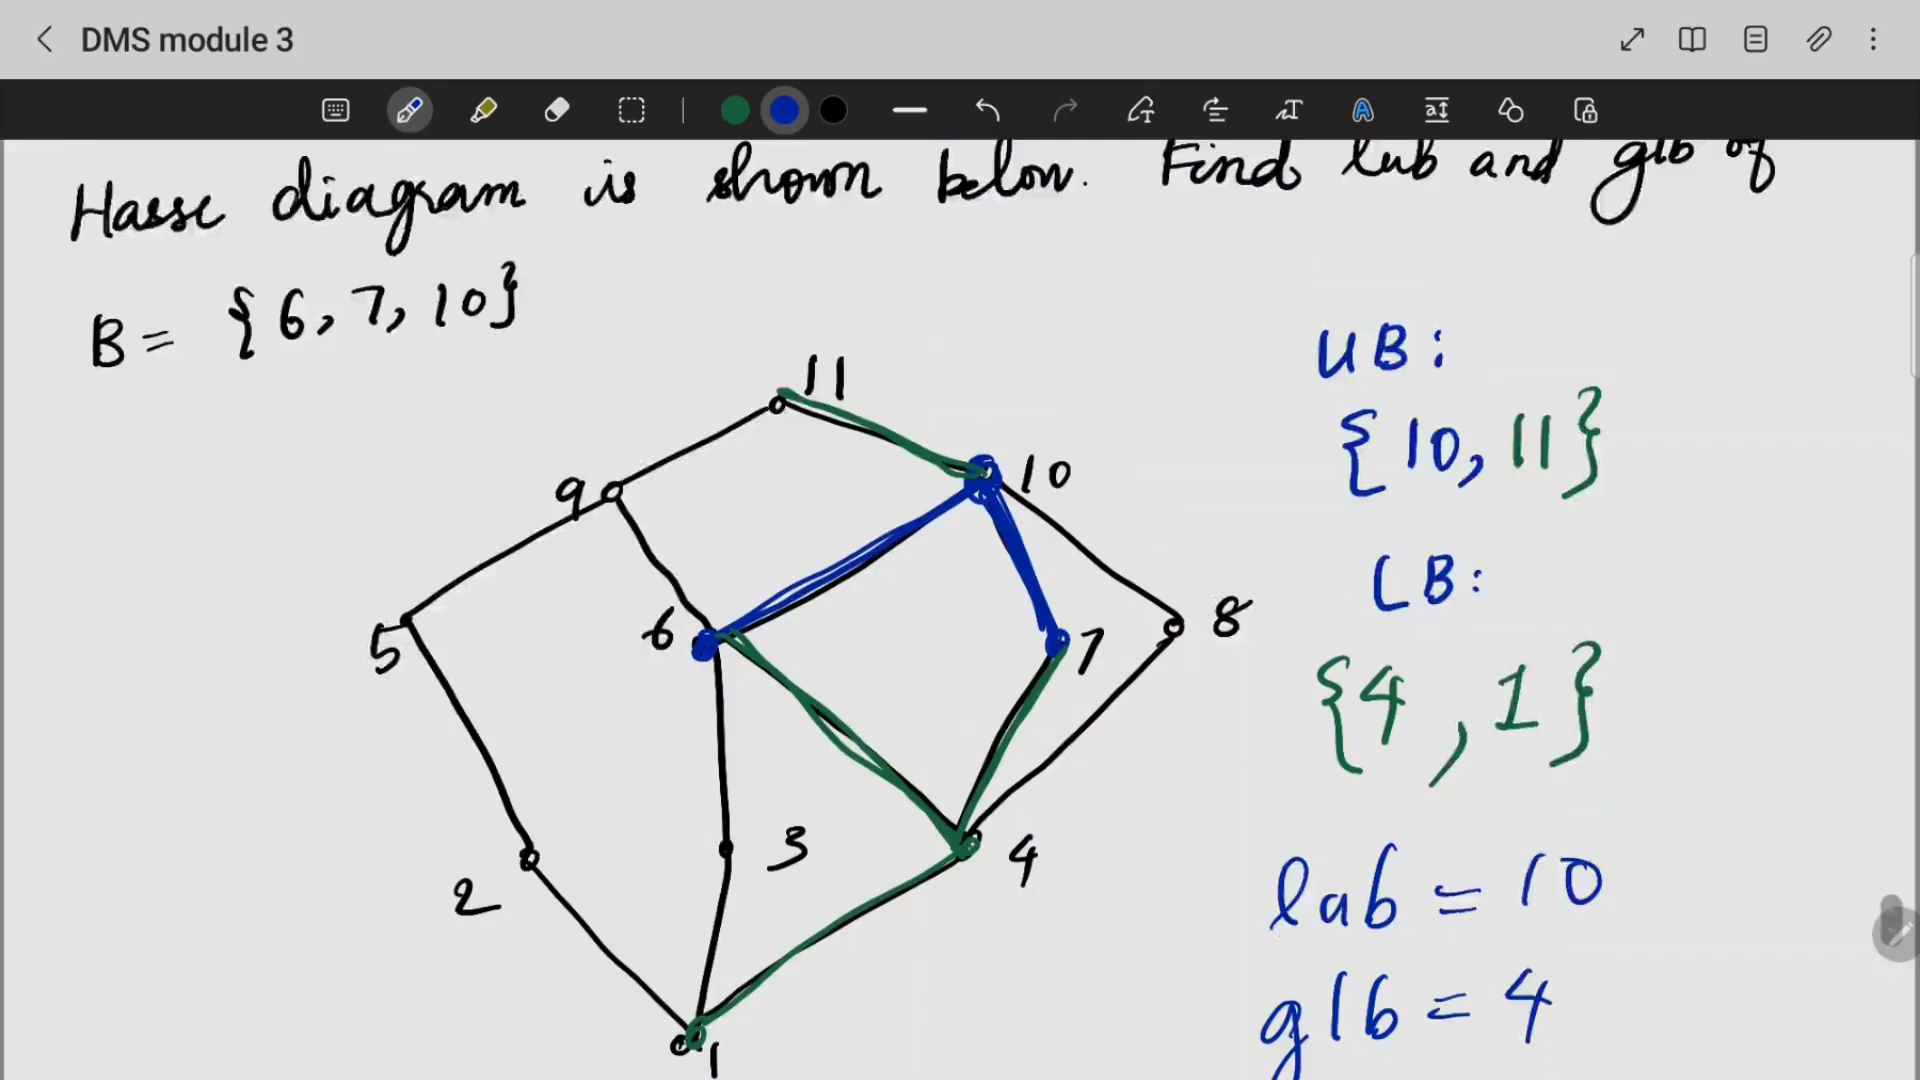 DMS module 3
Hasse diagram is shown below. Find lub and glb of
B = {6, 7, 10}
11
10
9
8
7
6
5
4
3
2
1
UB:
{10, 11}
LB:
{4, 1}
lub = 10
glb = 4